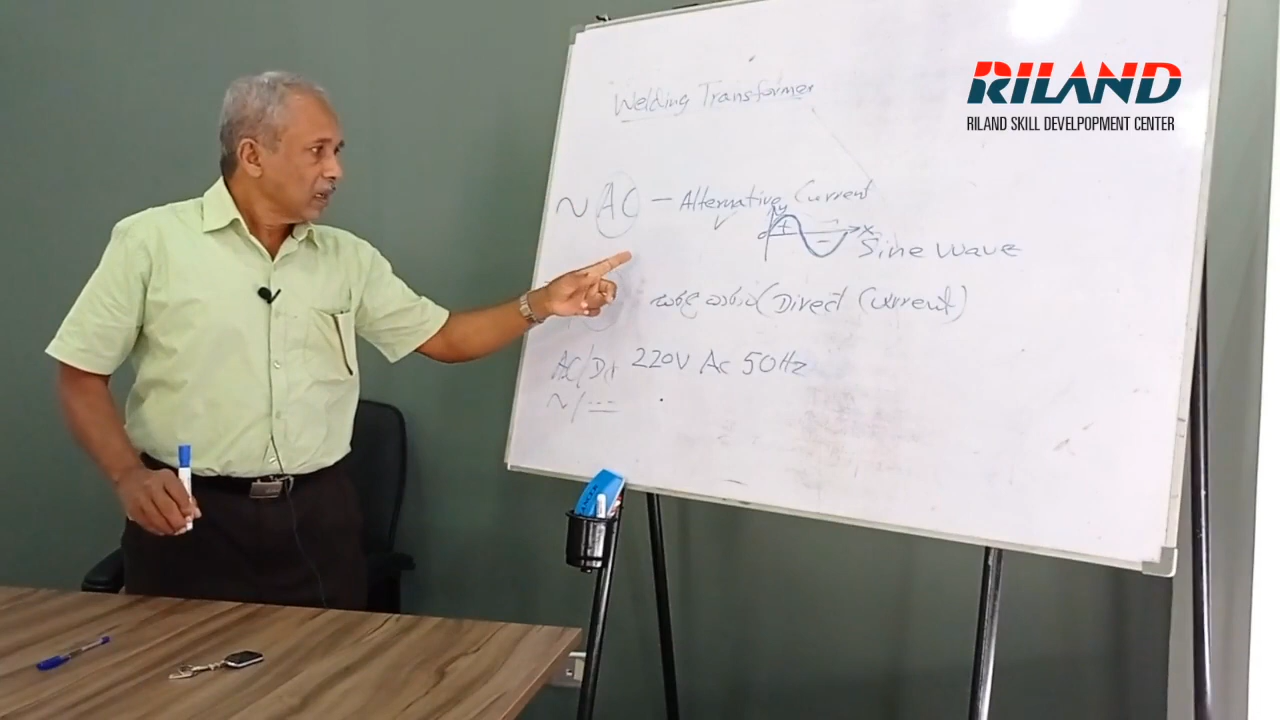 RILAND
RILAND SKILL DEVELPOPMENT CENTER
Welding Transformer
~ AC — Alternative Current
y
+
x
-
Sine wave
(Direct Current)
AC/DC 220V Ac 50Hz
~/